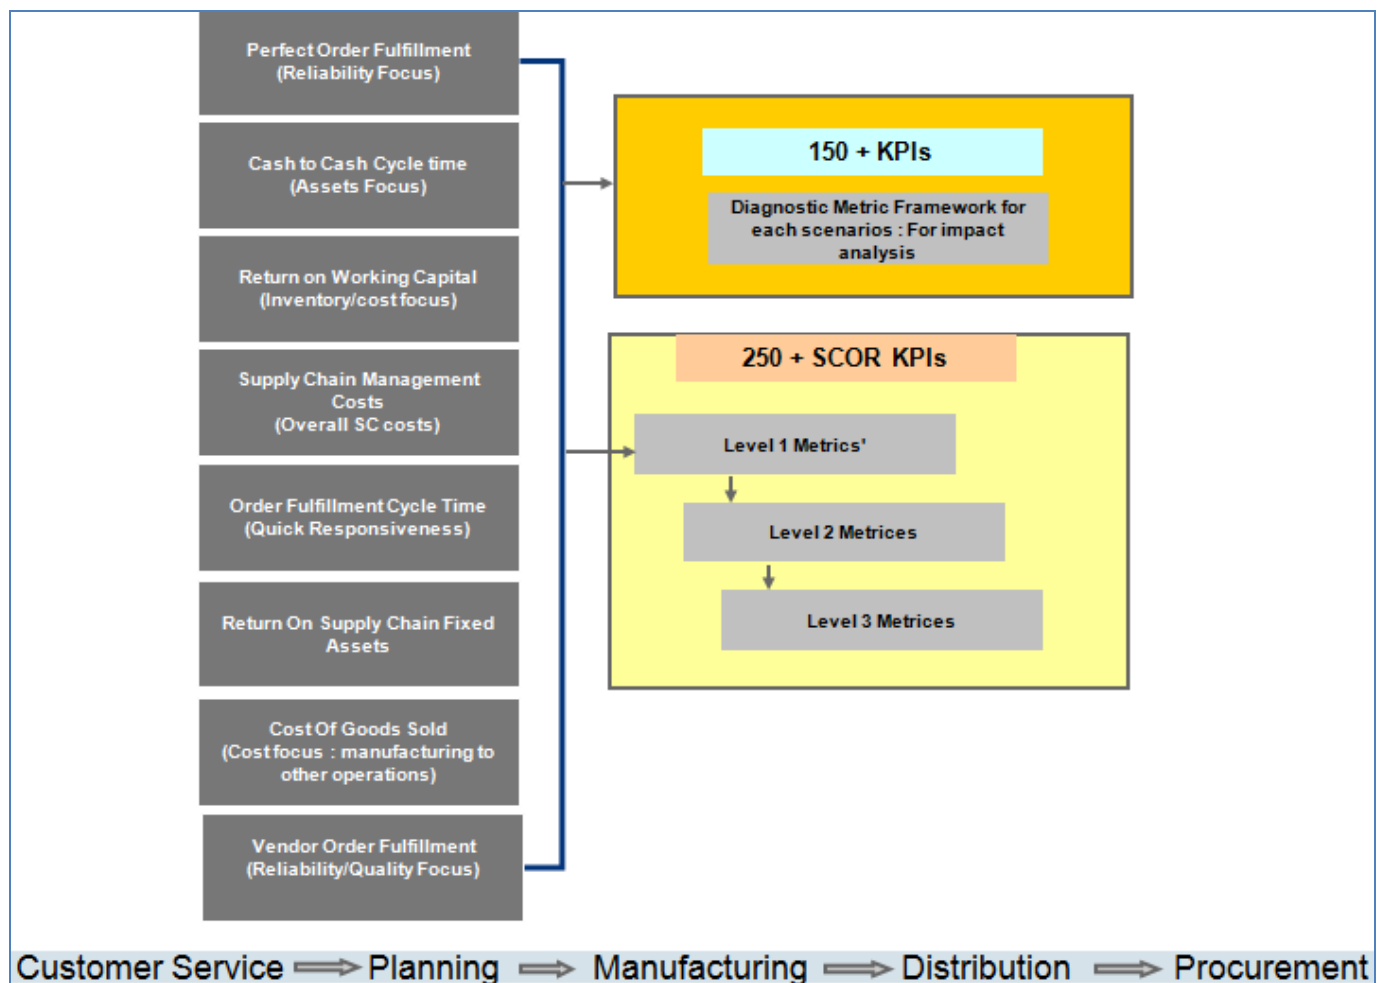 Perfect Order Fulfillment
(Reliability Focus)
Cash to Cash Cycle time
(Assets Focus)
Return on Working Capital
(Inventory/cost focus)
Supply Chain Management
Costs
(Overall SC costs)
Order Fulfillment Cycle Time
(Quick Responsiveness)
Return On Supply Chain Fixed
Assets
Cost Of Goods Sold
(Cost focus : manufacturing to
other operations)
Vendor Order Fulfillment
(Reliability/Quality Focus)
150 + KPIs
Diagnostic Metric Framework for
each scenarios : For impact
analysis
250 + SCOR KPIs
Level 1 Metrics'
Level 2 Metrices
Level 3 Metrices
Customer Service Planning Manufacturing Distribution Procurement